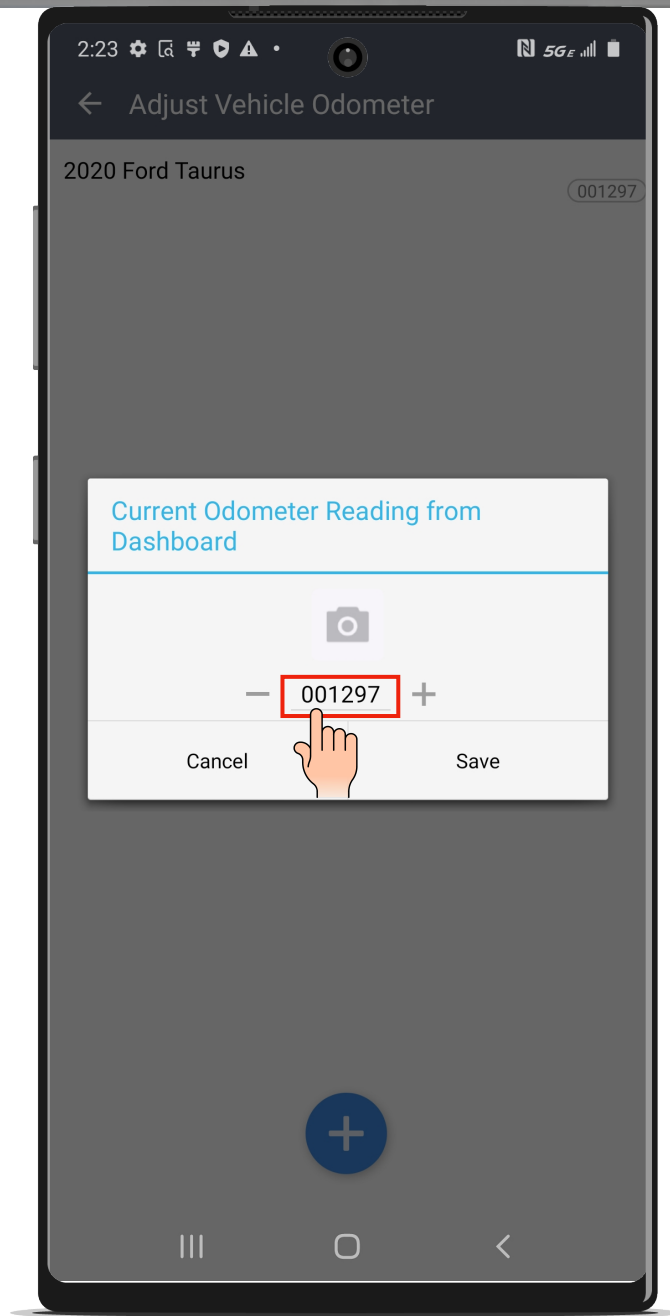 2:23
5GE
Adjust Vehicle Odometer
2020 Ford Taurus
001297
Current Odometer Reading from
Dashboard
001297
Cancel
Save